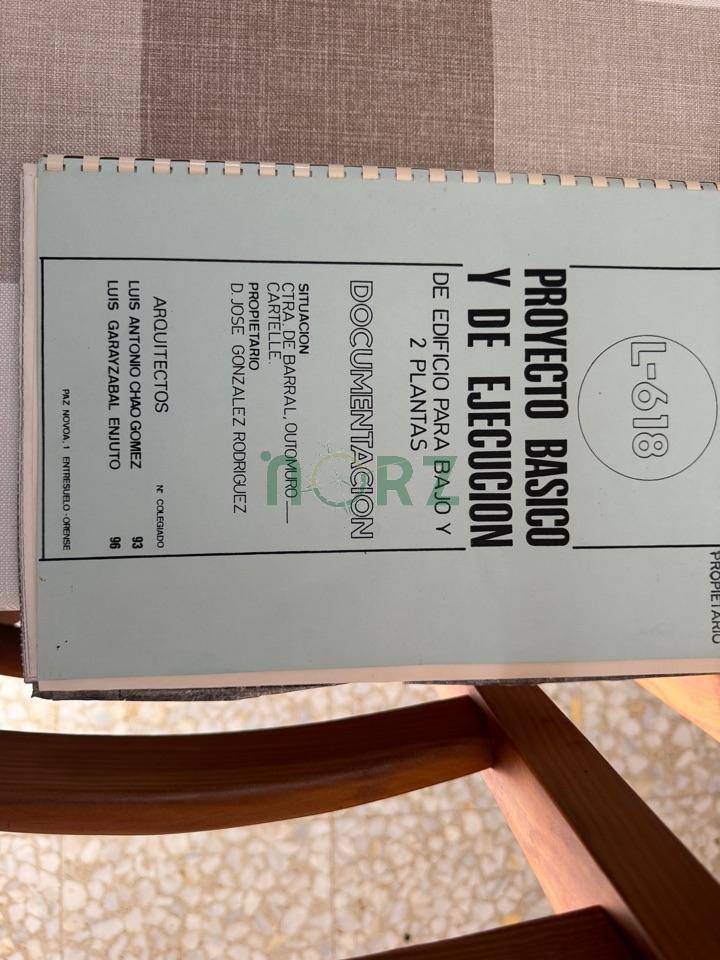 PROPIETARIO
L-618
PROYECTO BASICO
Y DE EJECUCION
DE EDIFICIO PARA BAJO Y
2 PLANTAS
DOCUMENTACION
SITUACION
CTRA. DE BARRAL, OUTOMURO
CARTELLE.
PROPIETARIO
D. JOSE GONZALEZ RODRIGUEZ
ARQUITECTOS
Nº COLEGIADO
LUIS ANTONIO CHAO GOMEZ 93
LUIS GARAYZABAL ENJUTO 96
PAZ NOVOA, 1 ENTRESUELO - ORENSE
NORZ